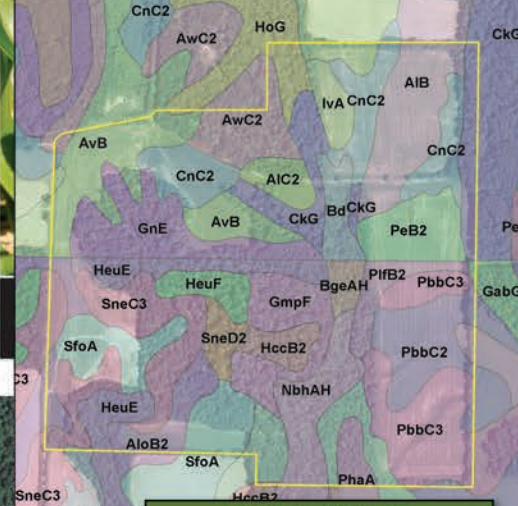 CnC2
HoG
AwC2
CkG
AlB
IvA
CnC2
AwC2
AvB
CnC2
CnC2
AlC2
BdCkG
AvB
CkG
GnE
PeB2
Pe
HeuE
PlfB2
HeuF
BgeAH
PbbC3
GabG
SneC3
GmpF
SneD2
SfoA
HccB2
PbbC2
C3
NbhAH
HeuE
PbbC3
AloB2
SfoA
PhaA
SneC3
HccB2